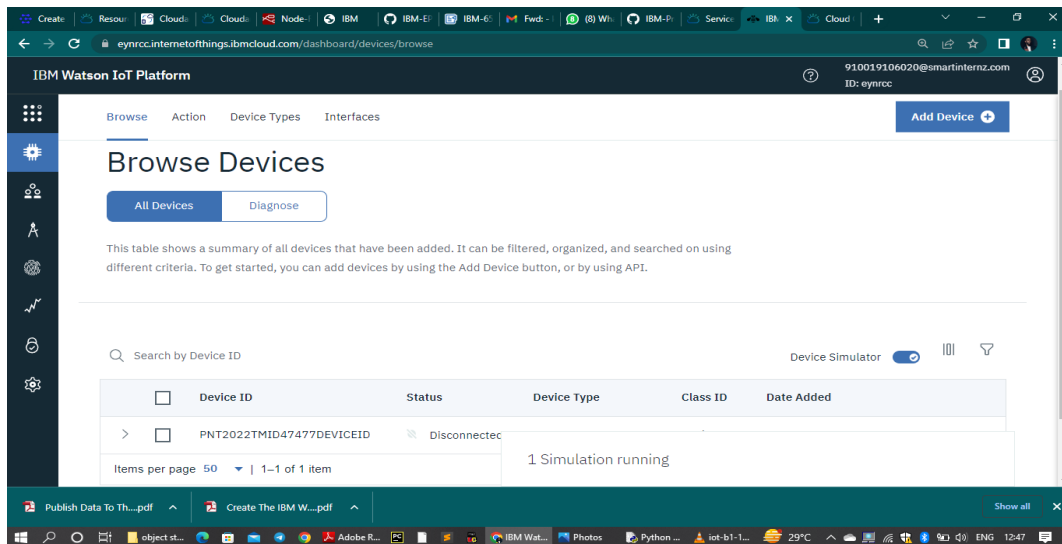 Create
Resour
Clouda
Clouda
Node-
IBM
IBM-EP
IBM-65
Fwd: -
(8) Wh
IBM-Pr
Service
IBM
Cloud
eynrcc.internetofthings.ibmcloud.com/dashboard/devices/browse
IBM Watson IoT Platform
910019106020@smartinternz.com
ID: eynrcc
Browse Action Device Types Interfaces
Add Device
Browse Devices
All Devices Diagnose
This table shows a summary of all devices that have been added. It can be filtered, organized, and searched on using
different criteria. To get started, you can add devices by using the Add Device button, or by using API.
Search by Device ID
Device Simulator
Device ID Status Device Type Class ID Date Added
PNT2022TMID47477DEVICEID Disconnected
1 Simulation running
Items per page 50 | 1–1 of 1 item
Publish Data To Th....pdf Create The IBM W....pdf Show all
object st... Adobe R... IBM Wat... Photos Python ... iot-b1-1... 29°C ENG 12:47